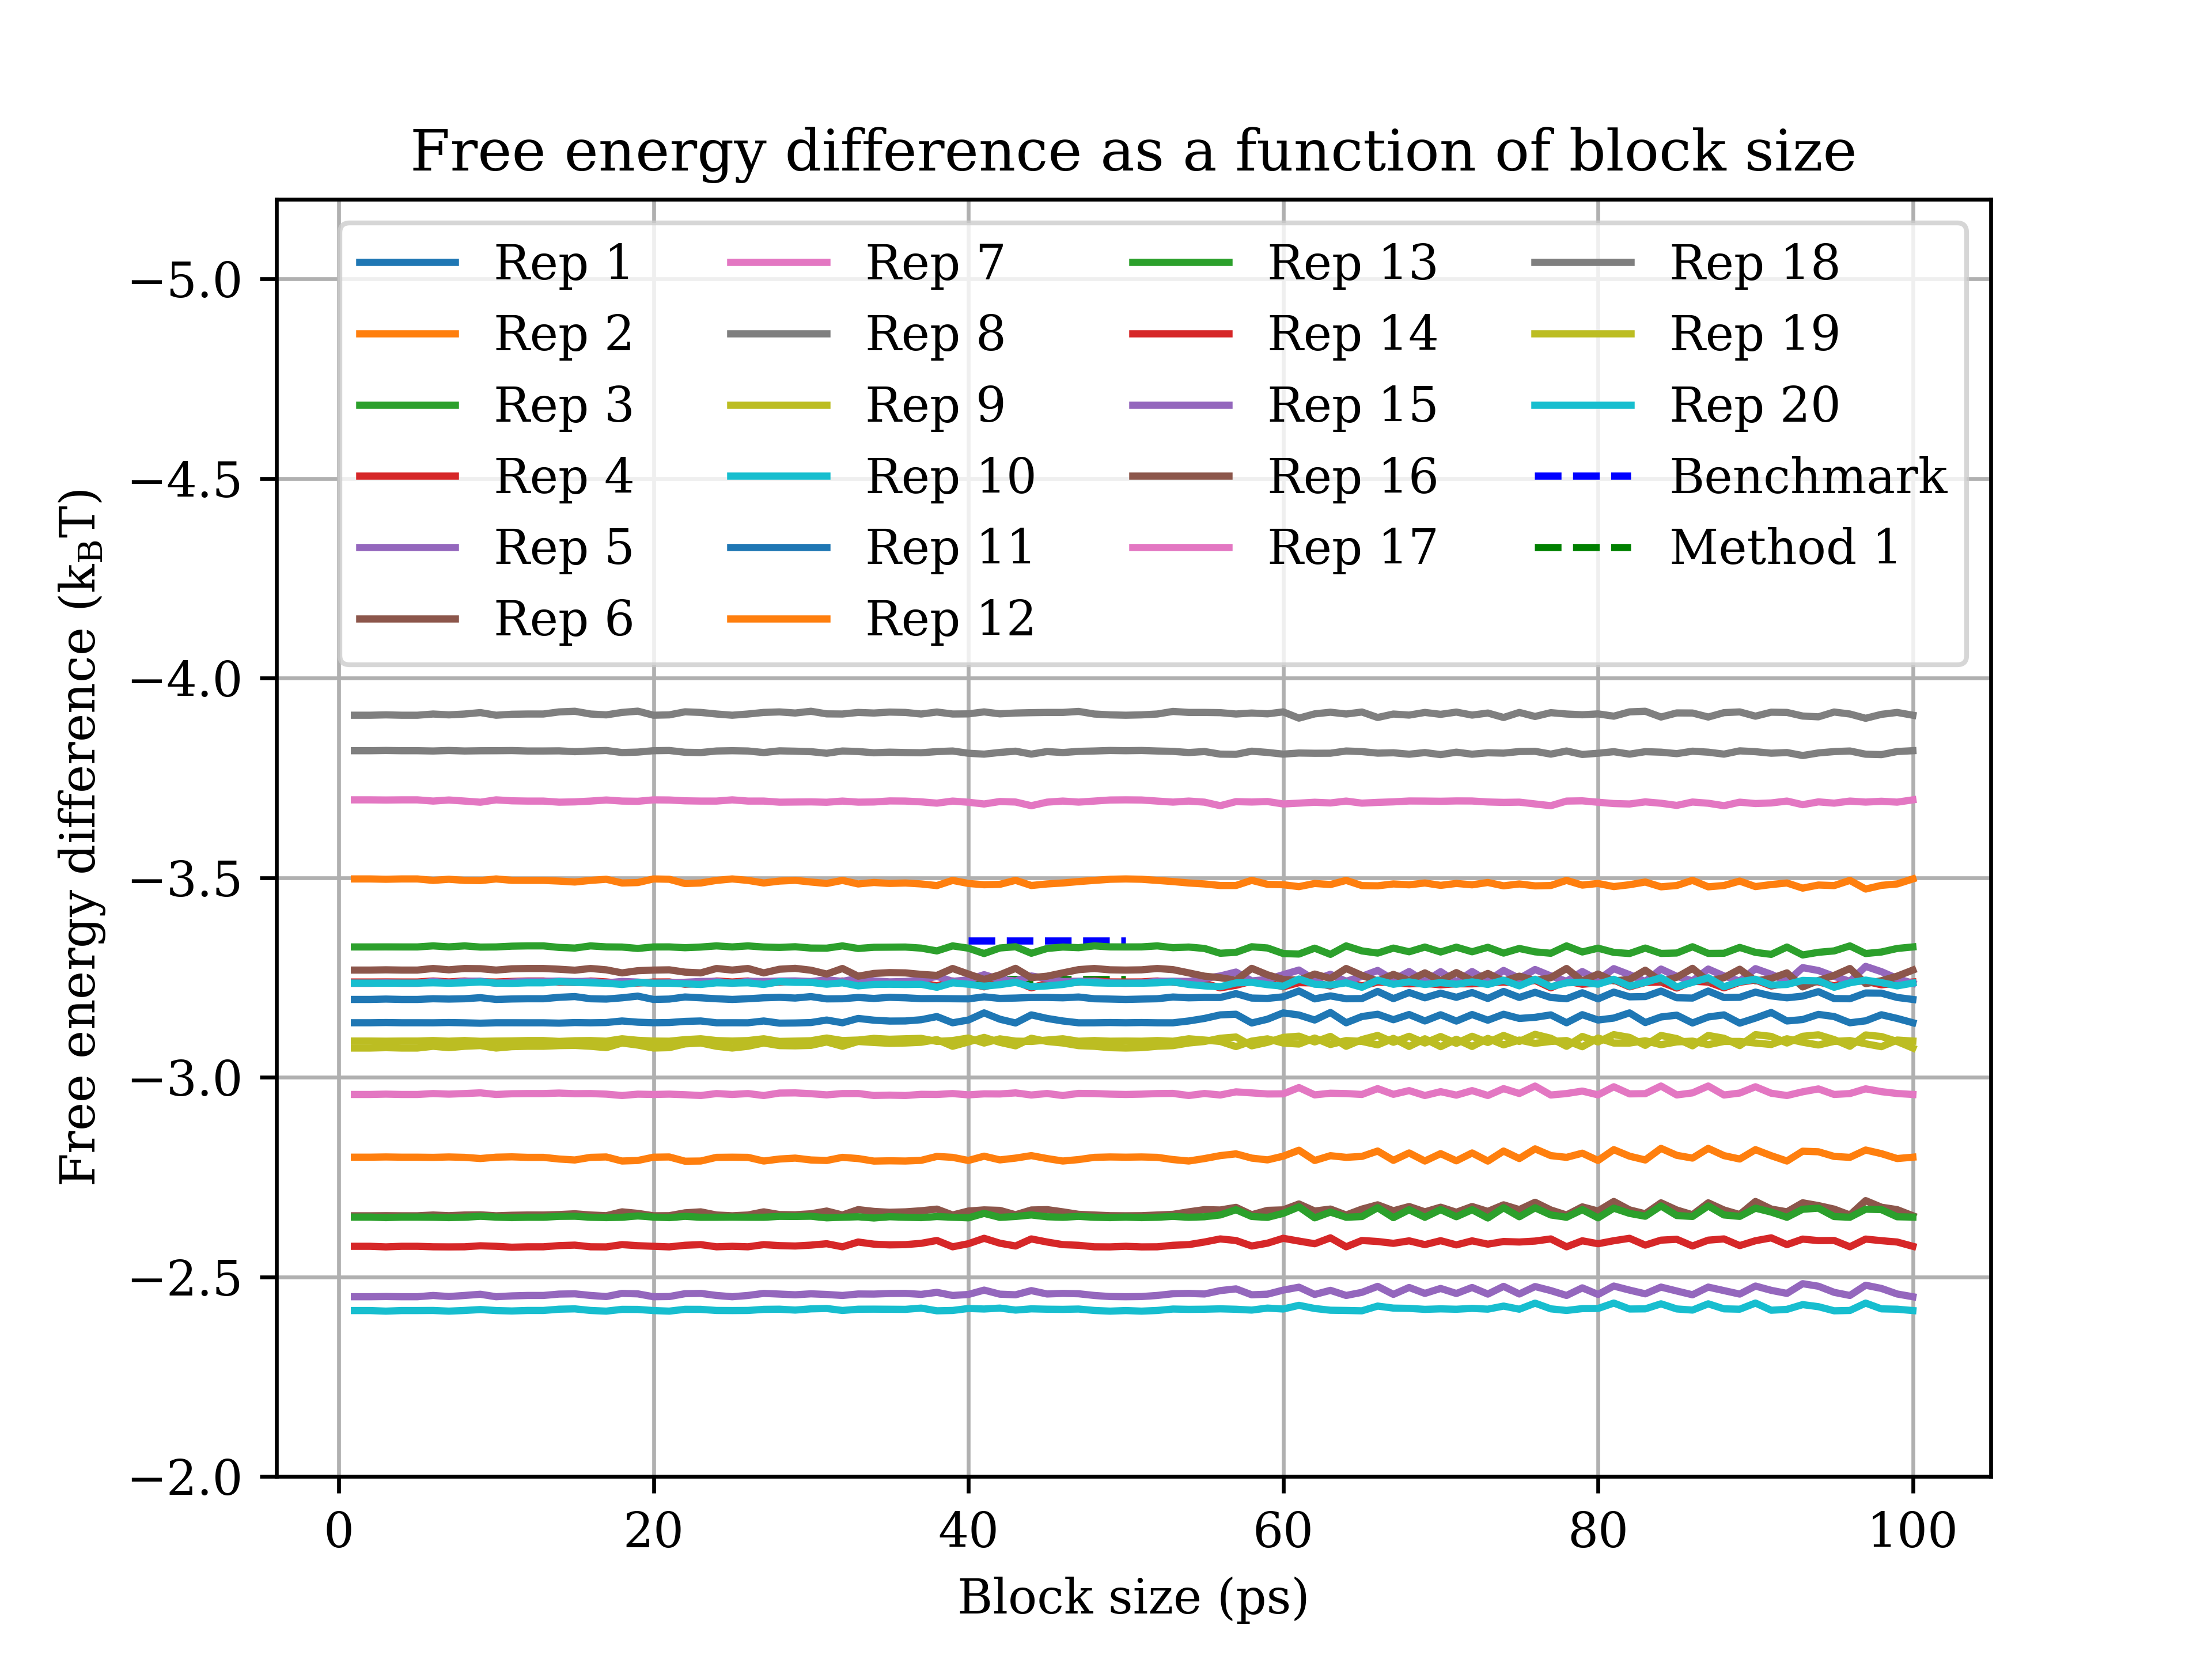 Free energy difference as a function of block size
Free energy difference (k_BT)
−5.0
−4.5
−4.0
−3.5
−3.0
−2.5
−2.0
Rep 1
Rep 2
Rep 3
Rep 4
Rep 5
Rep 6
Rep 7
Rep 8
Rep 9
Rep 10
Rep 11
Rep 12
Rep 13
Rep 14
Rep 15
Rep 16
Rep 17
Rep 18
Rep 19
Rep 20
Benchmark
Method 1
0 20 40 60 80 100
Block size (ps)